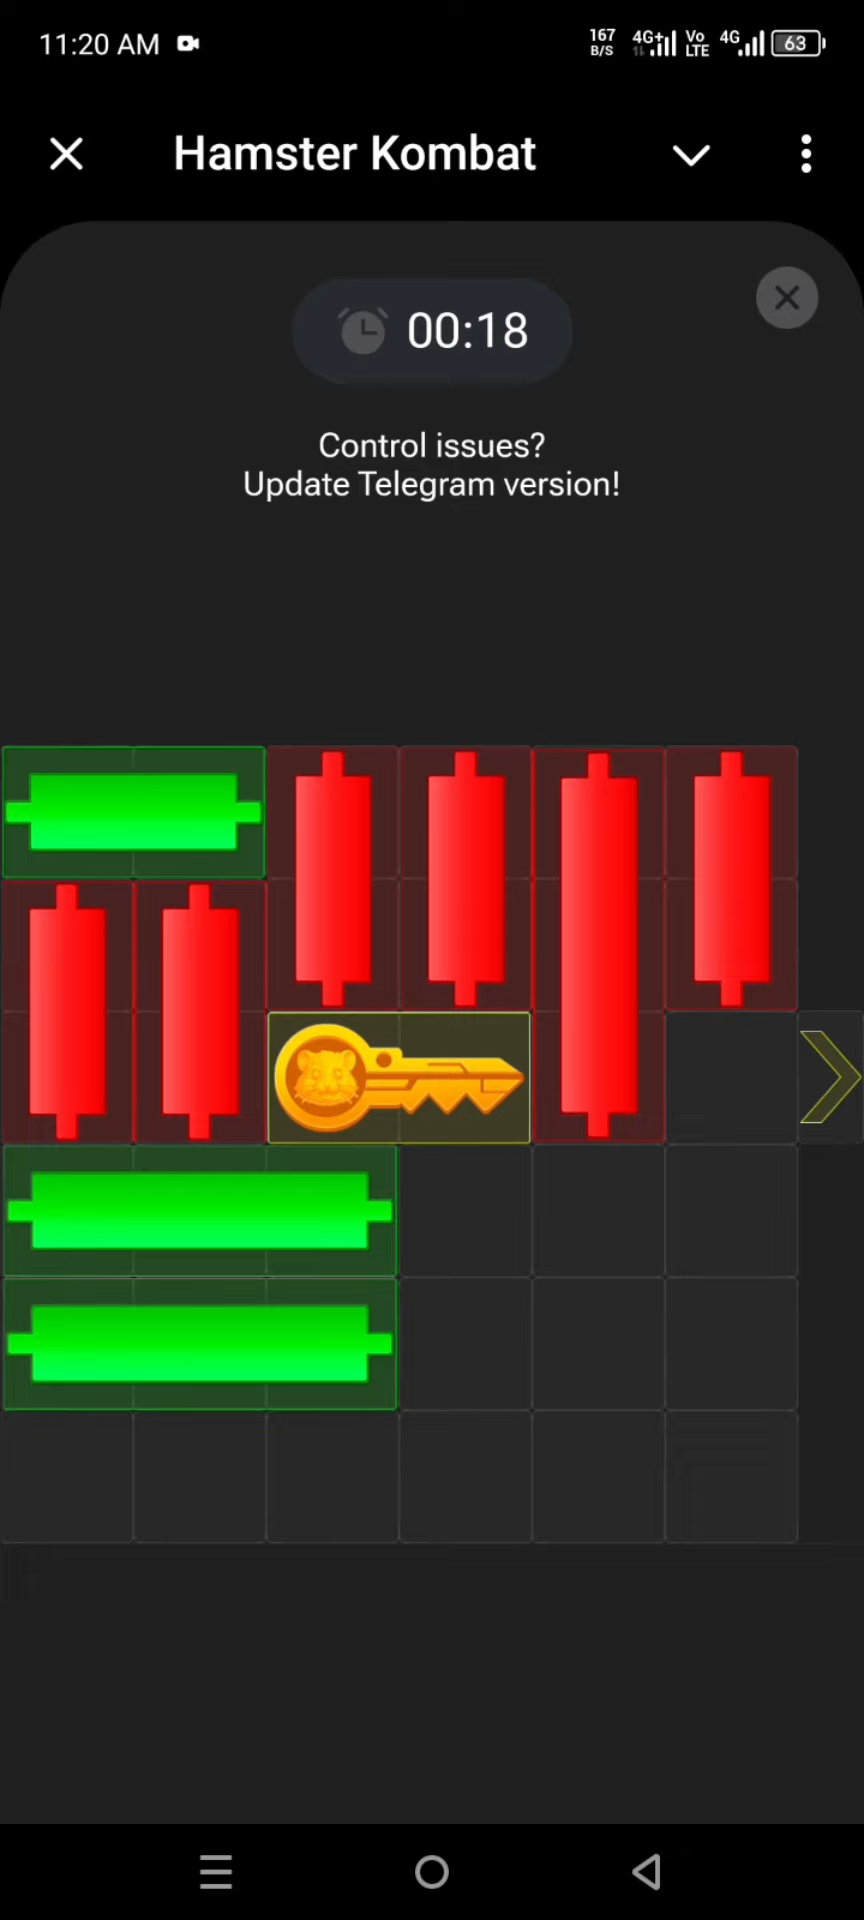 11:20 AM
167 B/S 4G+ Vo LTE 4G 63
Hamster Kombat
00:18
Control issues?
Update Telegram version!